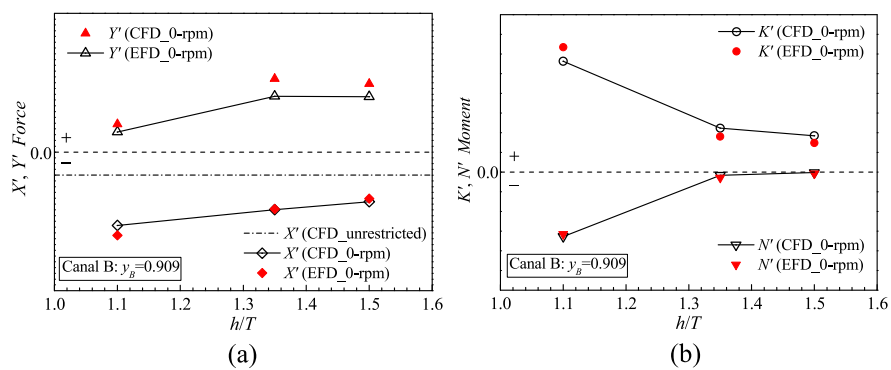 Y′ (CFD_0-rpm)
Y′ (EFD_0-rpm)
X′, Y′ Force
+
0.0
−
X′ (CFD_unrestricted)
X′ (CFD_0-rpm)
X′ (EFD_0-rpm)
Canal B: y_B=0.909
1.0 1.1 1.2 1.3 1.4 1.5 1.6
h/T
(a)
K′ (CFD_0-rpm)
K′ (EFD_0-rpm)
K′, N′ Moment
+
0.0
−
N′ (CFD_0-rpm)
N′ (EFD_0-rpm)
Canal B: y_B=0.909
1.0 1.1 1.2 1.3 1.4 1.5 1.6
h/T
(b)